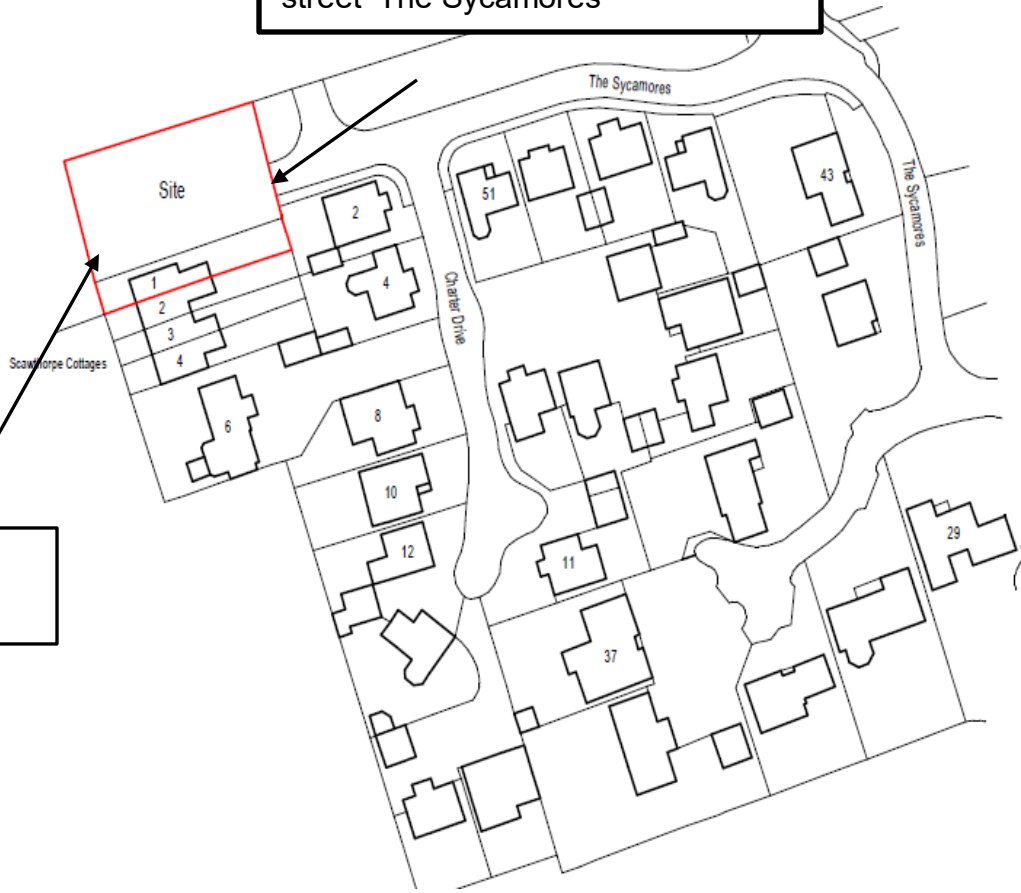 street 'The Sycamores'
The Sycamores
Site
51
43
2
The Sycamores
1
4
2
Charter Drive
3
Scawthorpe Cottages
4
8
6
10
29
12
11
37